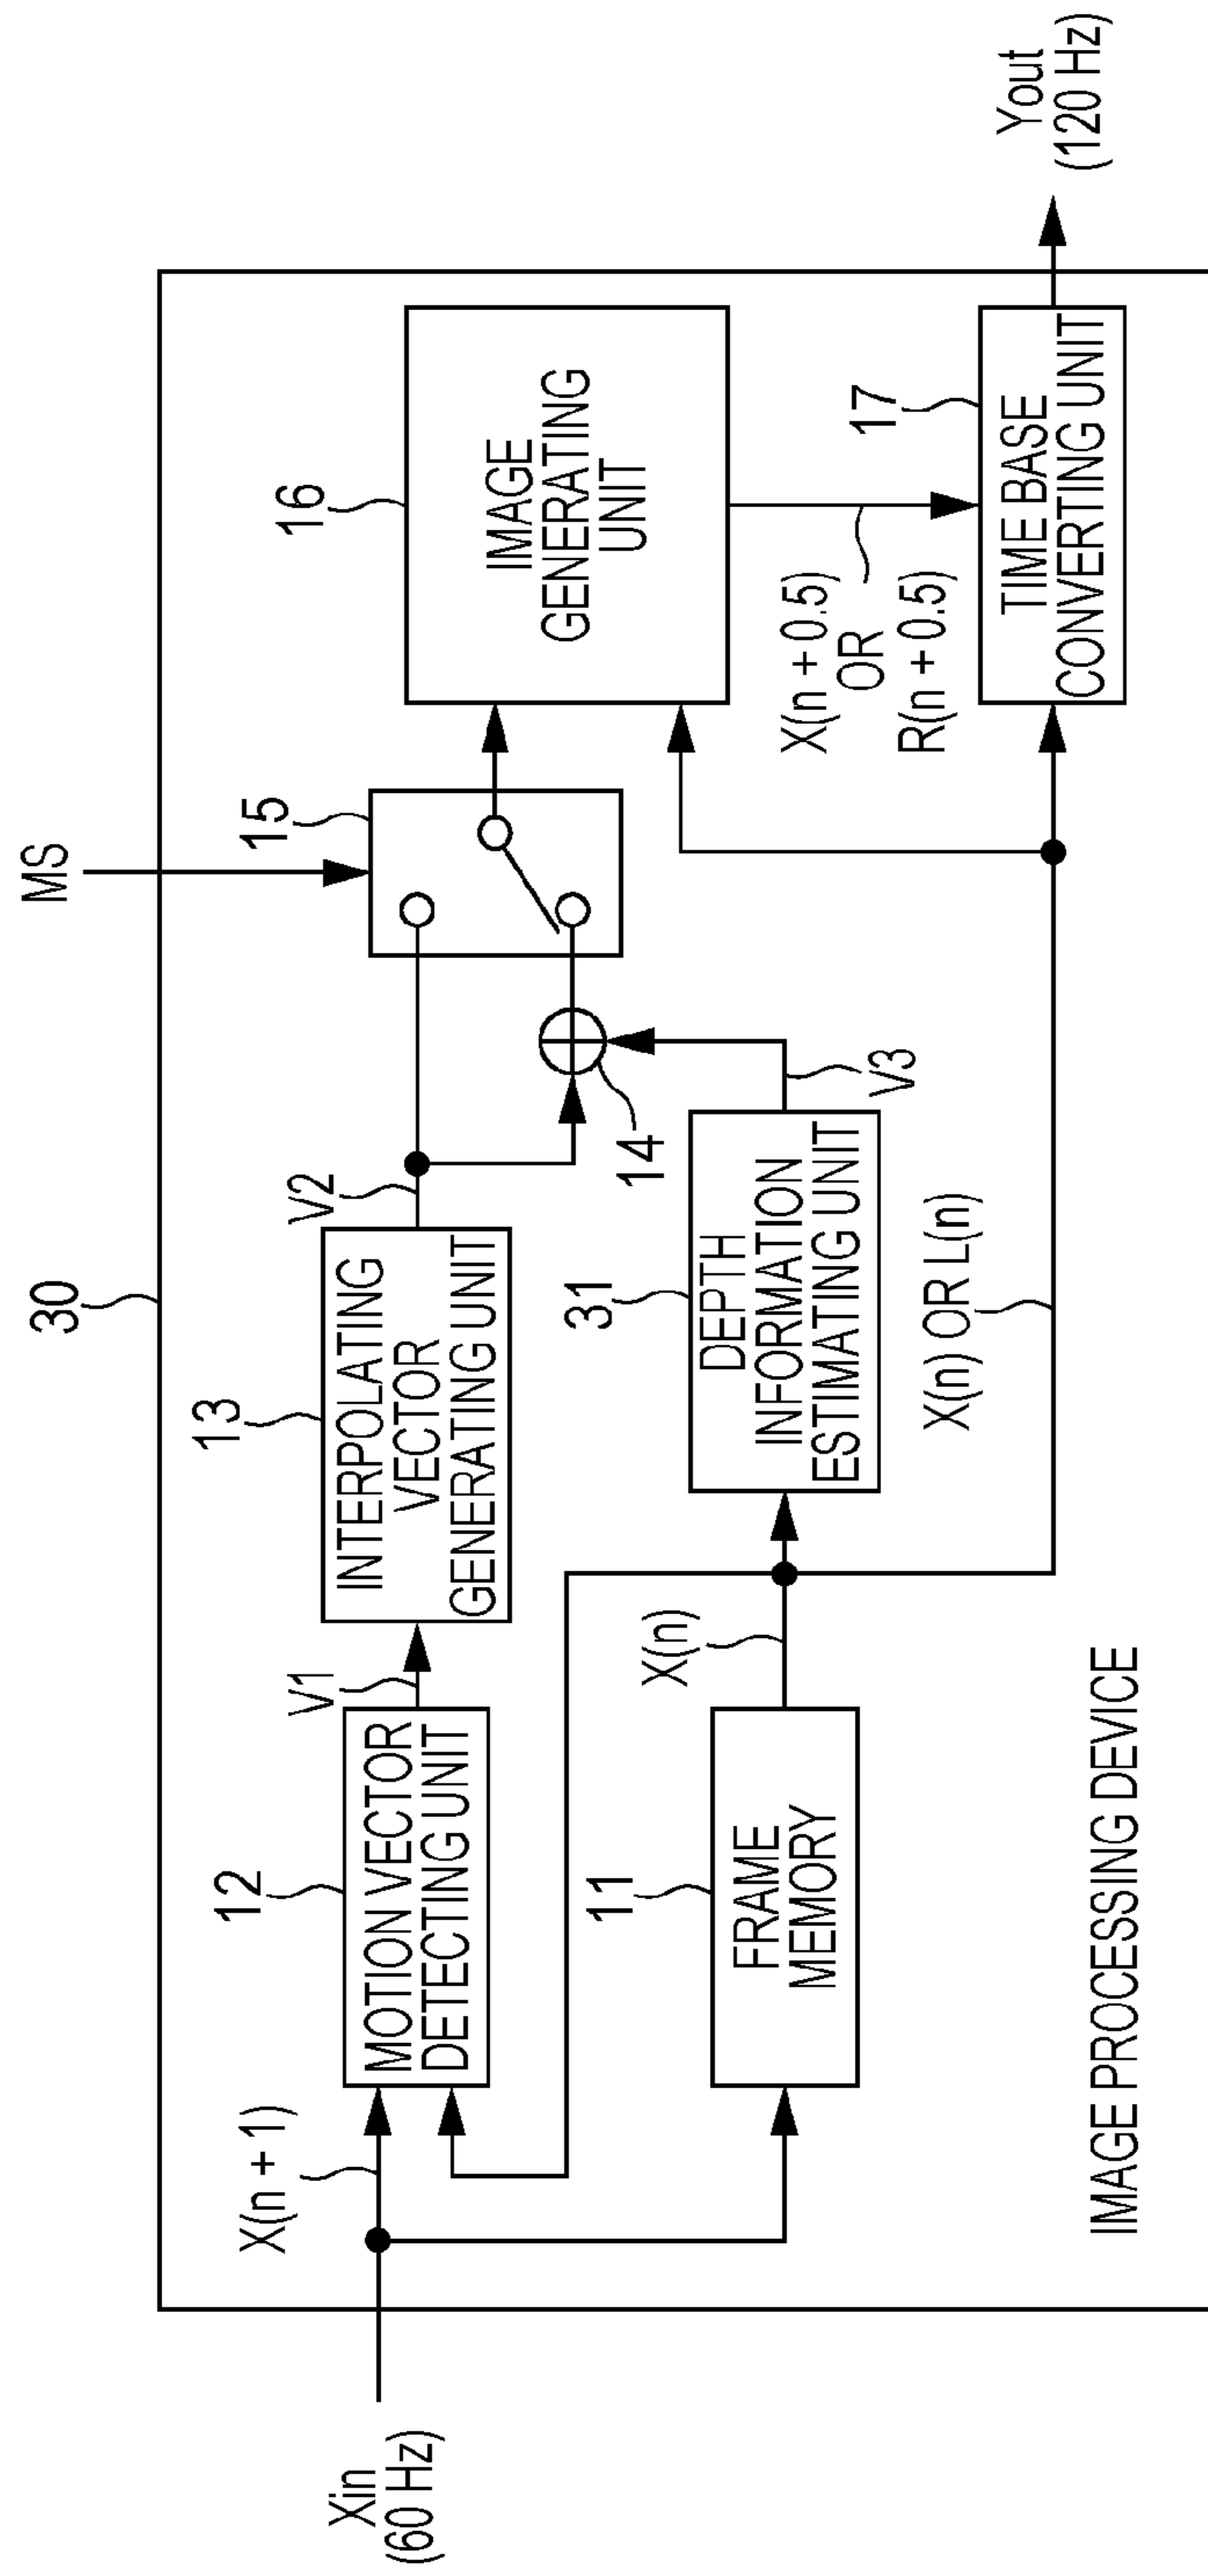 30
MS
Xin
(60 Hz)
X(n + 1)
12
MOTION VECTOR
DETECTING UNIT
V1
13
INTERPOLATING
VECTOR
GENERATING UNIT
V2
15
16
IMAGE
GENERATING
UNIT
14
11
FRAME
MEMORY
X(n)
31
DEPTH
INFORMATION
ESTIMATING UNIT
V3
X(n) OR L(n)
X(n + 0.5)
OR
R(n + 0.5)
17
TIME BASE
CONVERTING UNIT
Yout
(120 Hz)
IMAGE PROCESSING DEVICE